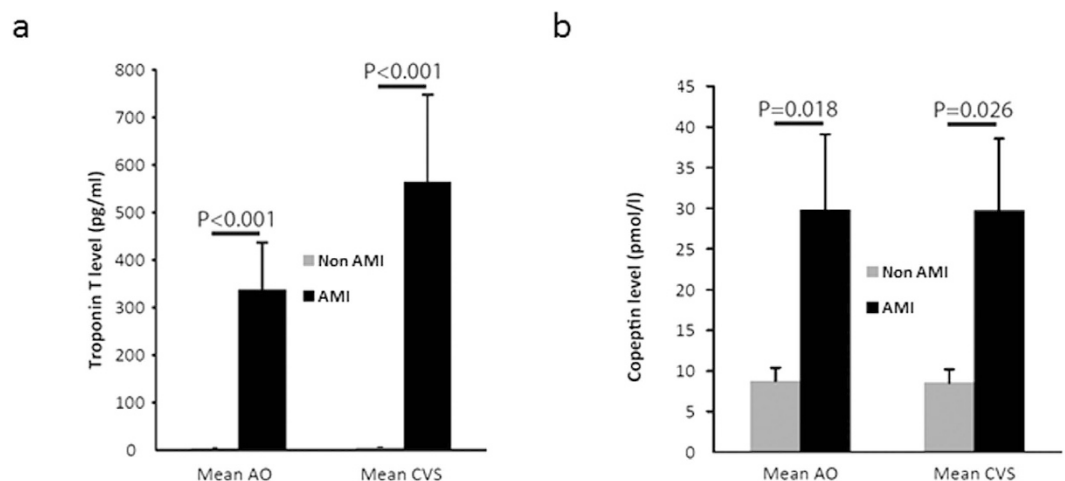 a
Troponin T level (pg/ml)
800
700
600
500
400
300
200
100
0
P<0.001
P<0.001
Non AMI
AMI
Mean AO
Mean CVS
b
Copeptin level (pmol/l)
45
40
35
30
25
20
15
10
5
0
P=0.018
P=0.026
Non AMI
AMI
Mean AO
Mean CVS